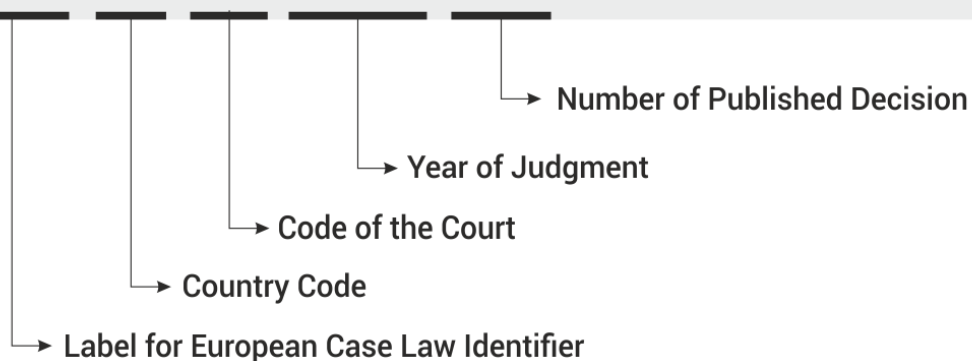 Number of Published Decision
Year of Judgment
Code of the Court
Country Code
Label for European Case Law Identifier